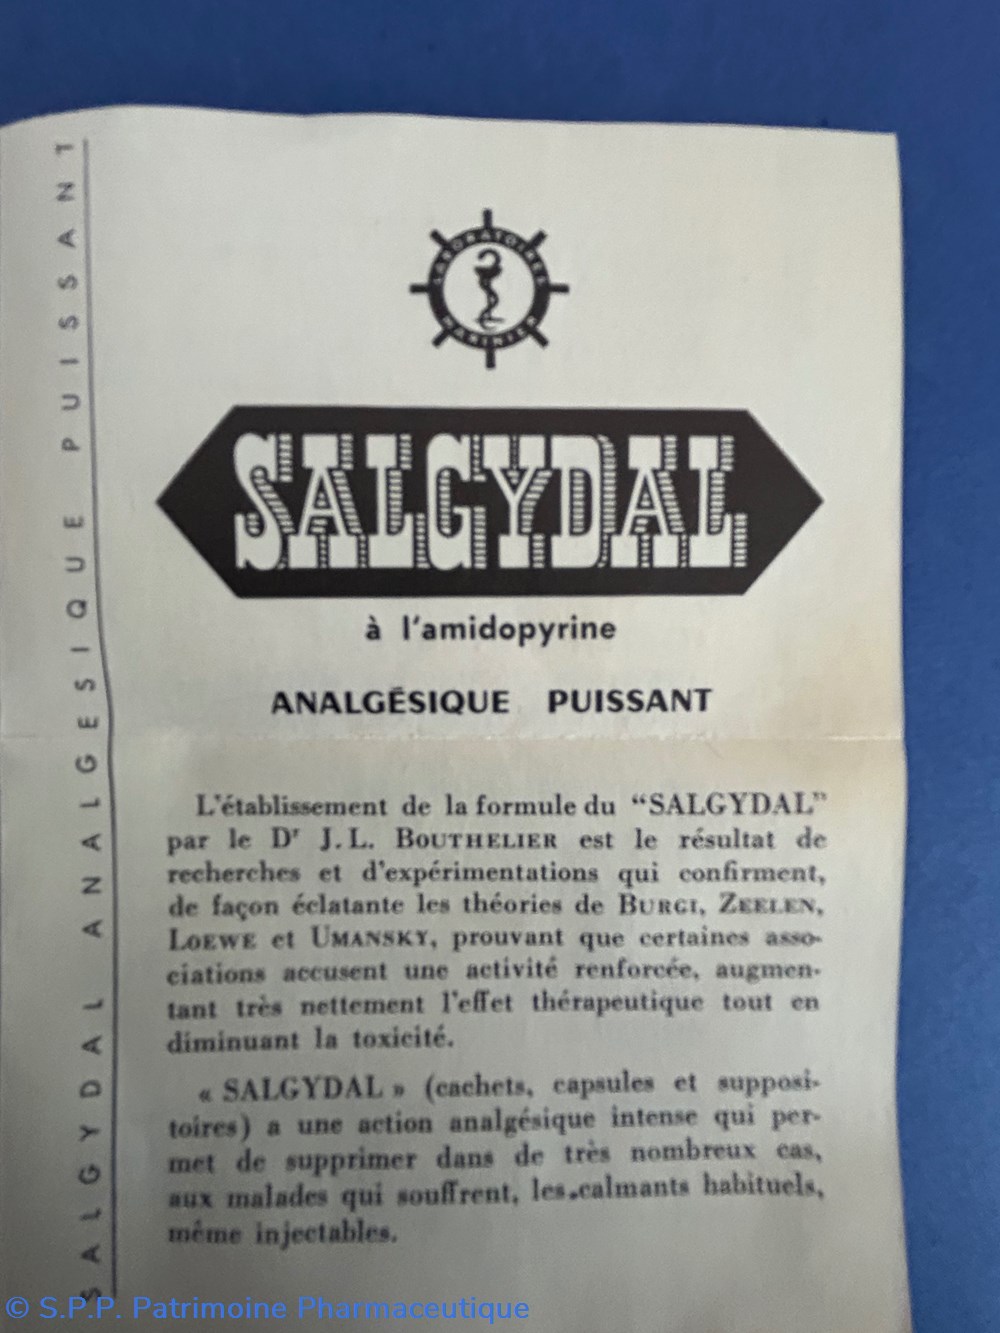 SALGYDAL ANALGESIQUE PUISSANT
LABORATOIRES
MARINIER
SALGYDAL
à l'amidopyrine
ANALGÉSIQUE PUISSANT
L'établissement de la formule du “SALGYDAL”
par le Dr J. L. BOUTHELIER est le résultat de
recherches et d'expérimentations qui confirment,
de façon éclatante les théories de BURGI, ZEELEN,
LOEWE et UMANSKY, prouvant que certaines asso-
ciations accusent une activité renforcée, augmen-
tant très nettement l'effet thérapeutique tout en
diminuant la toxicité.
« SALGYDAL » (cachets, capsules et supposi-
toires) a une action analgésique intense qui per-
met de supprimer dans de très nombreux cas,
aux malades qui souffrent, les calmants habituels,
même injectables.
© S.P.P. Patrimoine Pharmaceutique